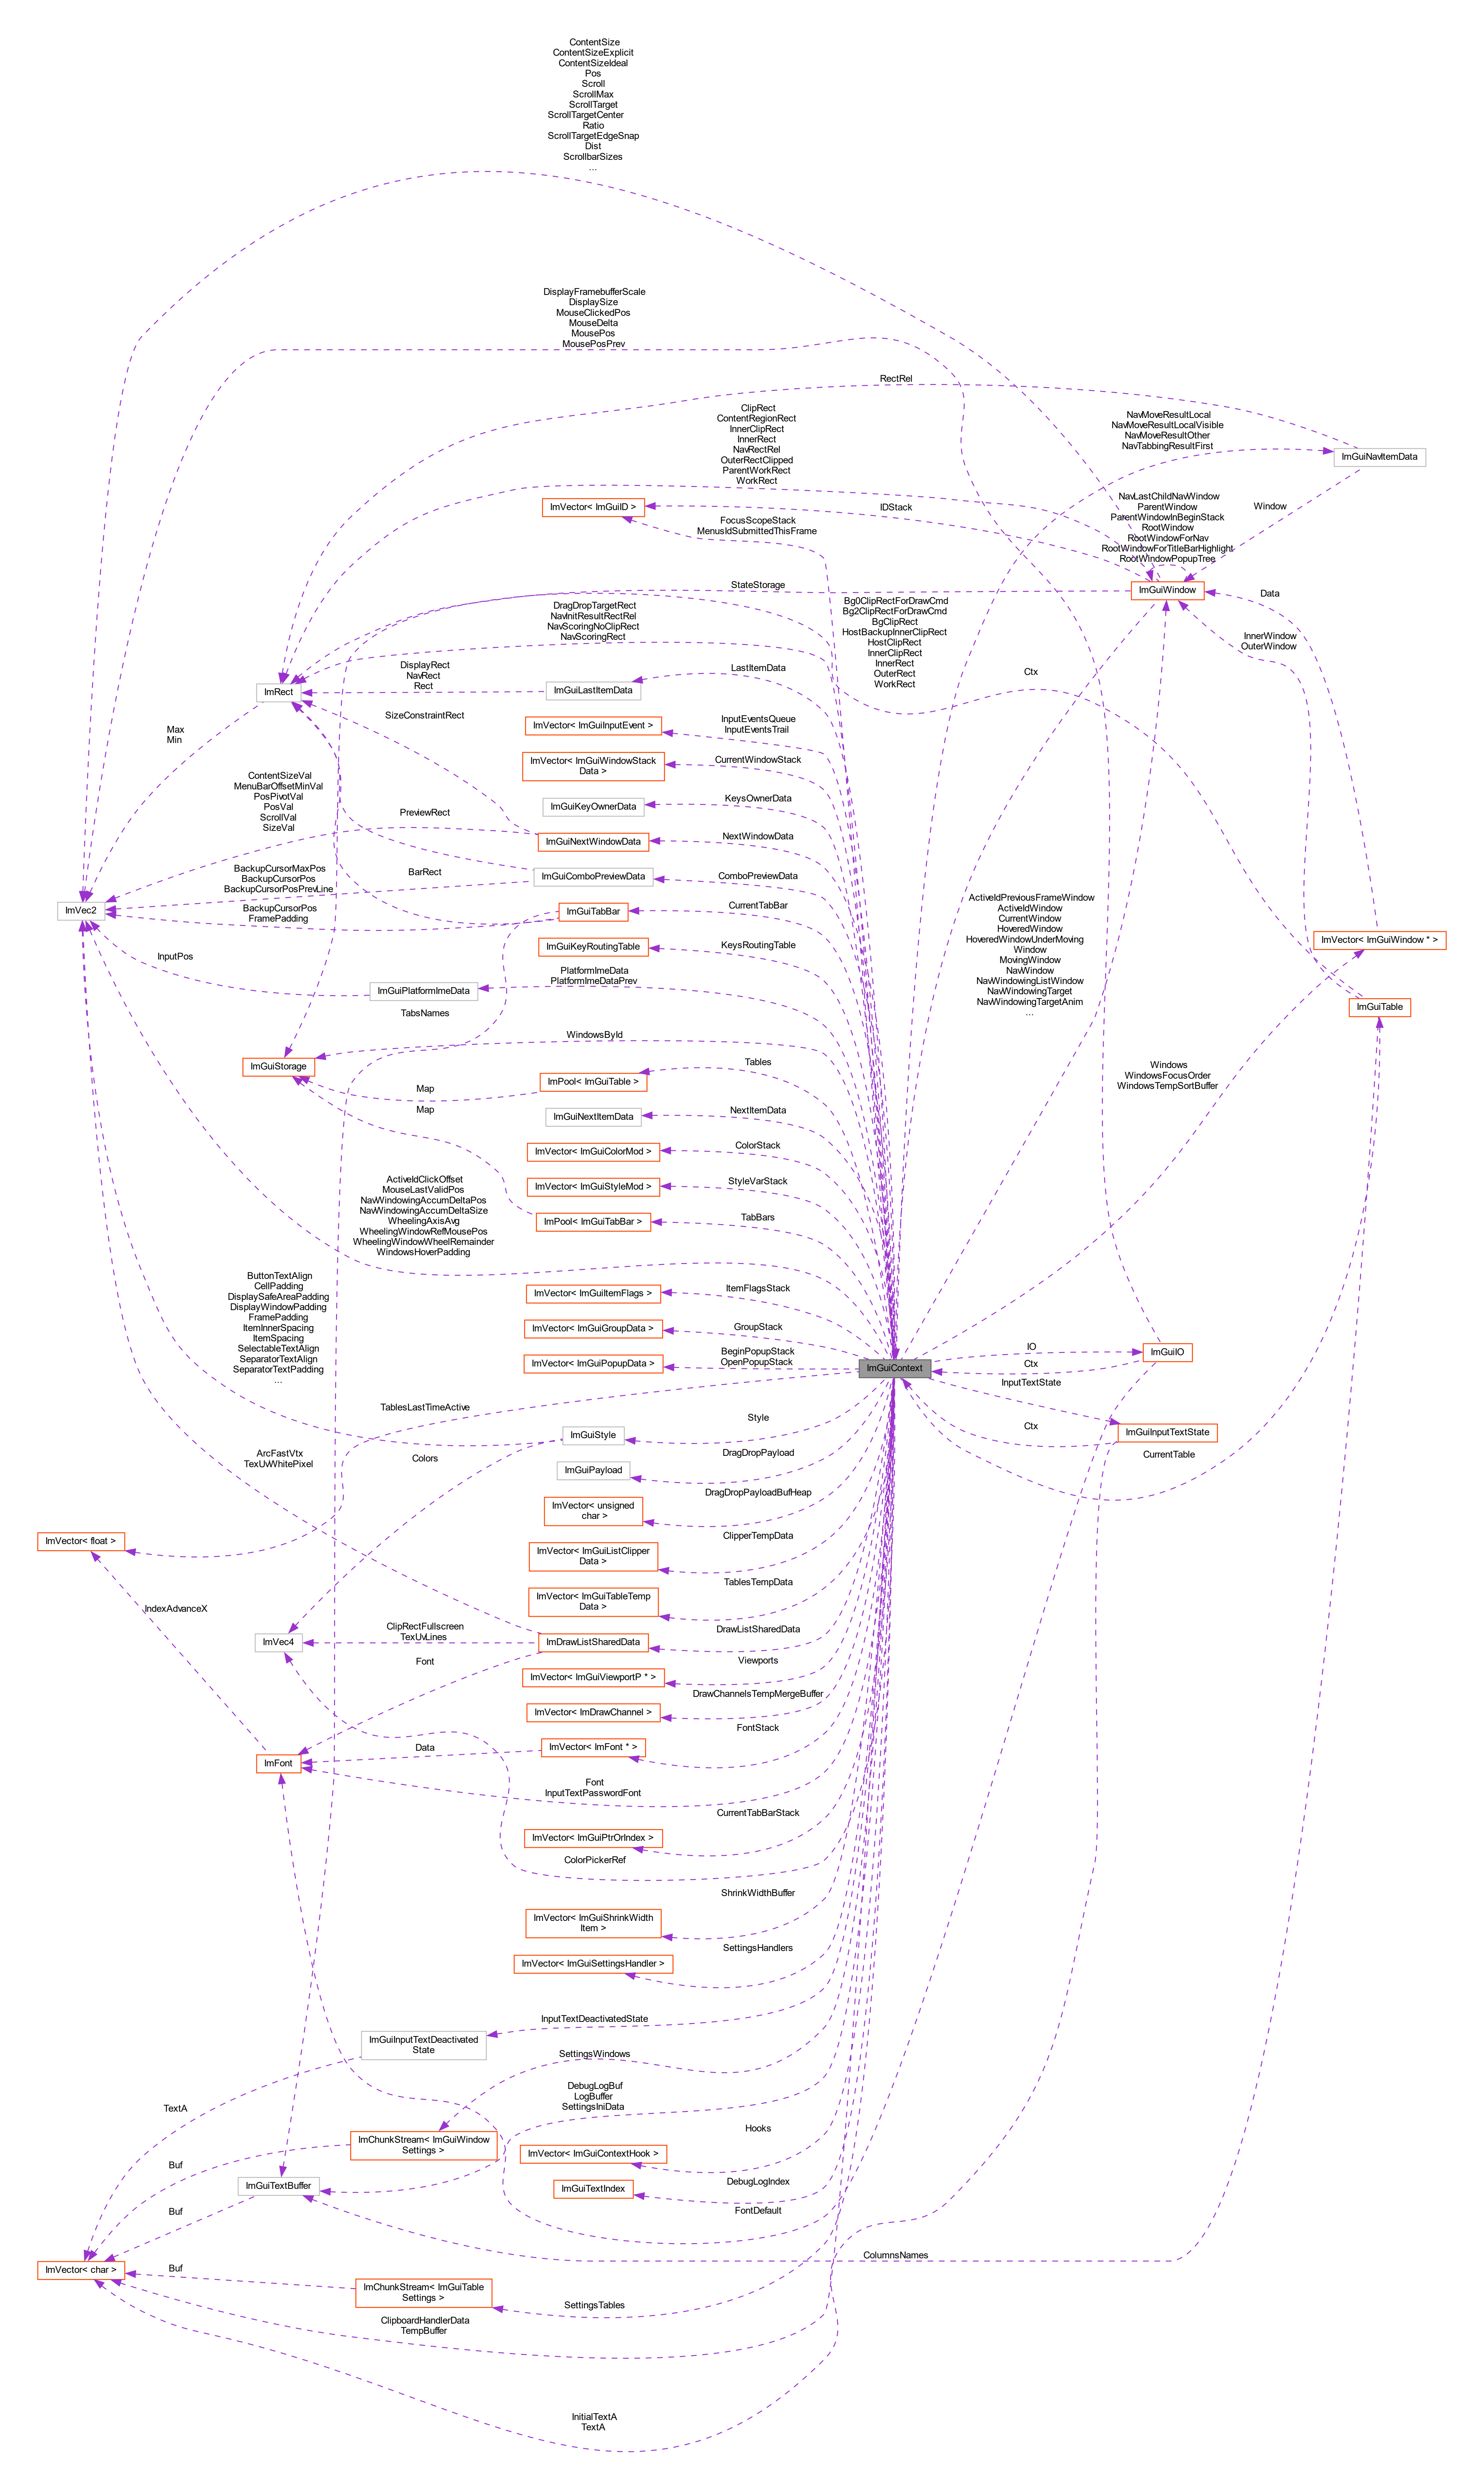 ContentSize
ContentSizeExplicit
ContentSizeIdeal
Pos
Scroll
ScrollMax
ScrollTarget
ScrollTargetCenter
Ratio
ScrollTargetEdgeSnap
Dist
ScrollbarSizes
...
DisplayFramebufferScale
DisplaySize
MouseClickedPos
MouseDelta
MousePos
MousePosPrev
RectRel
ClipRect
ContentRegionRect
InnerClipRect
InnerRect
NavRectRel
OuterRectClipped
ParentWorkRect
WorkRect
NavMoveResultLocal
NavMoveResultLocalVisible
NavMoveResultOther
NavTabbingResultFirst
ImGuiNavItemData
ImVector< ImGuiID >
FocusScopeStack
MenusIdSubmittedThisFrame
IDStack
NavLastChildNavWindow
ParentWindow
ParentWindowInBeginStack
RootWindow
RootWindowForNav
RootWindowForTitleBarHighlight
RootWindowPopupTree
Window
StateStorage
ImGuiWindow
Data
DragDropTargetRect
NavInitResultRectRel
NavScoringNoClipRect
NavScoringRect
Bg0ClipRectForDrawCmd
Bg2ClipRectForDrawCmd
BgClipRect
HostBackupInnerClipRect
HostClipRect
InnerClipRect
InnerRect
OuterRect
WorkRect
InnerWindow
OuterWindow
DisplayRect
NavRect
Rect
LastItemData
Ctx
ImRect
ImGuiLastItemData
SizeConstraintRect
ImVector< ImGuiInputEvent >
InputEventsQueue
InputEventsTrail
Max
Min
ImVector< ImGuiWindowStack
Data >
CurrentWindowStack
ContentSizeVal
MenuBarOffsetMinVal
PosPivotVal
PosVal
ScrollVal
SizeVal
PreviewRect
ImGuiKeyOwnerData
KeysOwnerData
ImGuiNextWindowData
NextWindowData
BackupCursorMaxPos
BackupCursorPos
BackupCursorPosPrevLine
BarRect
ImGuiComboPreviewData
ComboPreviewData
ImVec2
BackupCursorPos
FramePadding
ImGuiTabBar
CurrentTabBar
ActiveIdPreviousFrameWindow
ActiveIdWindow
CurrentWindow
HoveredWindow
HoveredWindowUnderMoving
Window
MovingWindow
NavWindow
NavWindowingListWindow
NavWindowingTarget
NavWindowingTargetAnim
...
ImVector< ImGuiWindow * >
ImGuiKeyRoutingTable
KeysRoutingTable
InputPos
ImGuiPlatformImeData
PlatformImeData
PlatformImeDataPrev
ImGuiTable
TabsNames
WindowsById
ImGuiStorage
Tables
Map
ImPool< ImGuiTable >
Windows
WindowsFocusOrder
WindowsTempSortBuffer
Map
ImGuiNextItemData
NextItemData
ImVector< ImGuiColorMod >
ColorStack
ActiveIdClickOffset
MouseLastValidPos
NavWindowingAccumDeltaPos
NavWindowingAccumDeltaSize
WheelingAxisAvg
WheelingWindowRefMousePos
WheelingWindowWheelRemainder
WindowsHoverPadding
ImVector< ImGuiStyleMod >
StyleVarStack
ImPool< ImGuiTabBar >
TabBars
ButtonTextAlign
CellPadding
DisplaySafeAreaPadding
DisplayWindowPadding
FramePadding
ItemInnerSpacing
ItemSpacing
SelectableTextAlign
SeparatorTextAlign
SeparatorTextPadding
...
ImVector< ImGuiItemFlags >
ItemFlagsStack
ImVector< ImGuiGroupData >
GroupStack
ImVector< ImGuiPopupData >
BeginPopupStack
OpenPopupStack
ImGuiContext
IO
Ctx
ImGuiIO
InputTextState
TablesLastTimeActive
Style
ImGuiStyle
Ctx
ImGuiInputTextState
CurrentTable
ArcFastVtx
TexUvWhitePixel
Colors
DragDropPayload
ImGuiPayload
DragDropPayloadBufHeap
ImVector< unsigned
char >
ImVector< float >
ClipperTempData
ImVector< ImGuiListClipper
Data >
TablesTempData
ImVector< ImGuiTableTemp
Data >
IndexAdvanceX
ClipRectFullscreen
TexUvLines
DrawListSharedData
ImVec4
ImDrawListSharedData
Font
Viewports
ImVector< ImGuiViewportP * >
DrawChannelsTempMergeBuffer
ImVector< ImDrawChannel >
FontStack
Data
ImVector< ImFont * >
ImFont
Font
InputTextPasswordFont
CurrentTabBarStack
ImVector< ImGuiPtrOrIndex >
ColorPickerRef
ShrinkWidthBuffer
ImVector< ImGuiShrinkWidth
Item >
SettingsHandlers
ImVector< ImGuiSettingsHandler >
InputTextDeactivatedState
ImGuiInputTextDeactivated
State
SettingsWindows
DebugLogBuf
LogBuffer
SettingsIniData
TextA
Hooks
ImChunkStream< ImGuiWindow
Settings >
ImVector< ImGuiContextHook >
Buf
ImGuiTextBuffer
ImGuiTextIndex
DebugLogIndex
Buf
FontDefault
ColumnsNames
ImVector< char >
Buf
ImChunkStream< ImGuiTable
Settings >
SettingsTables
ClipboardHandlerData
TempBuffer
InitialTextA
TextA